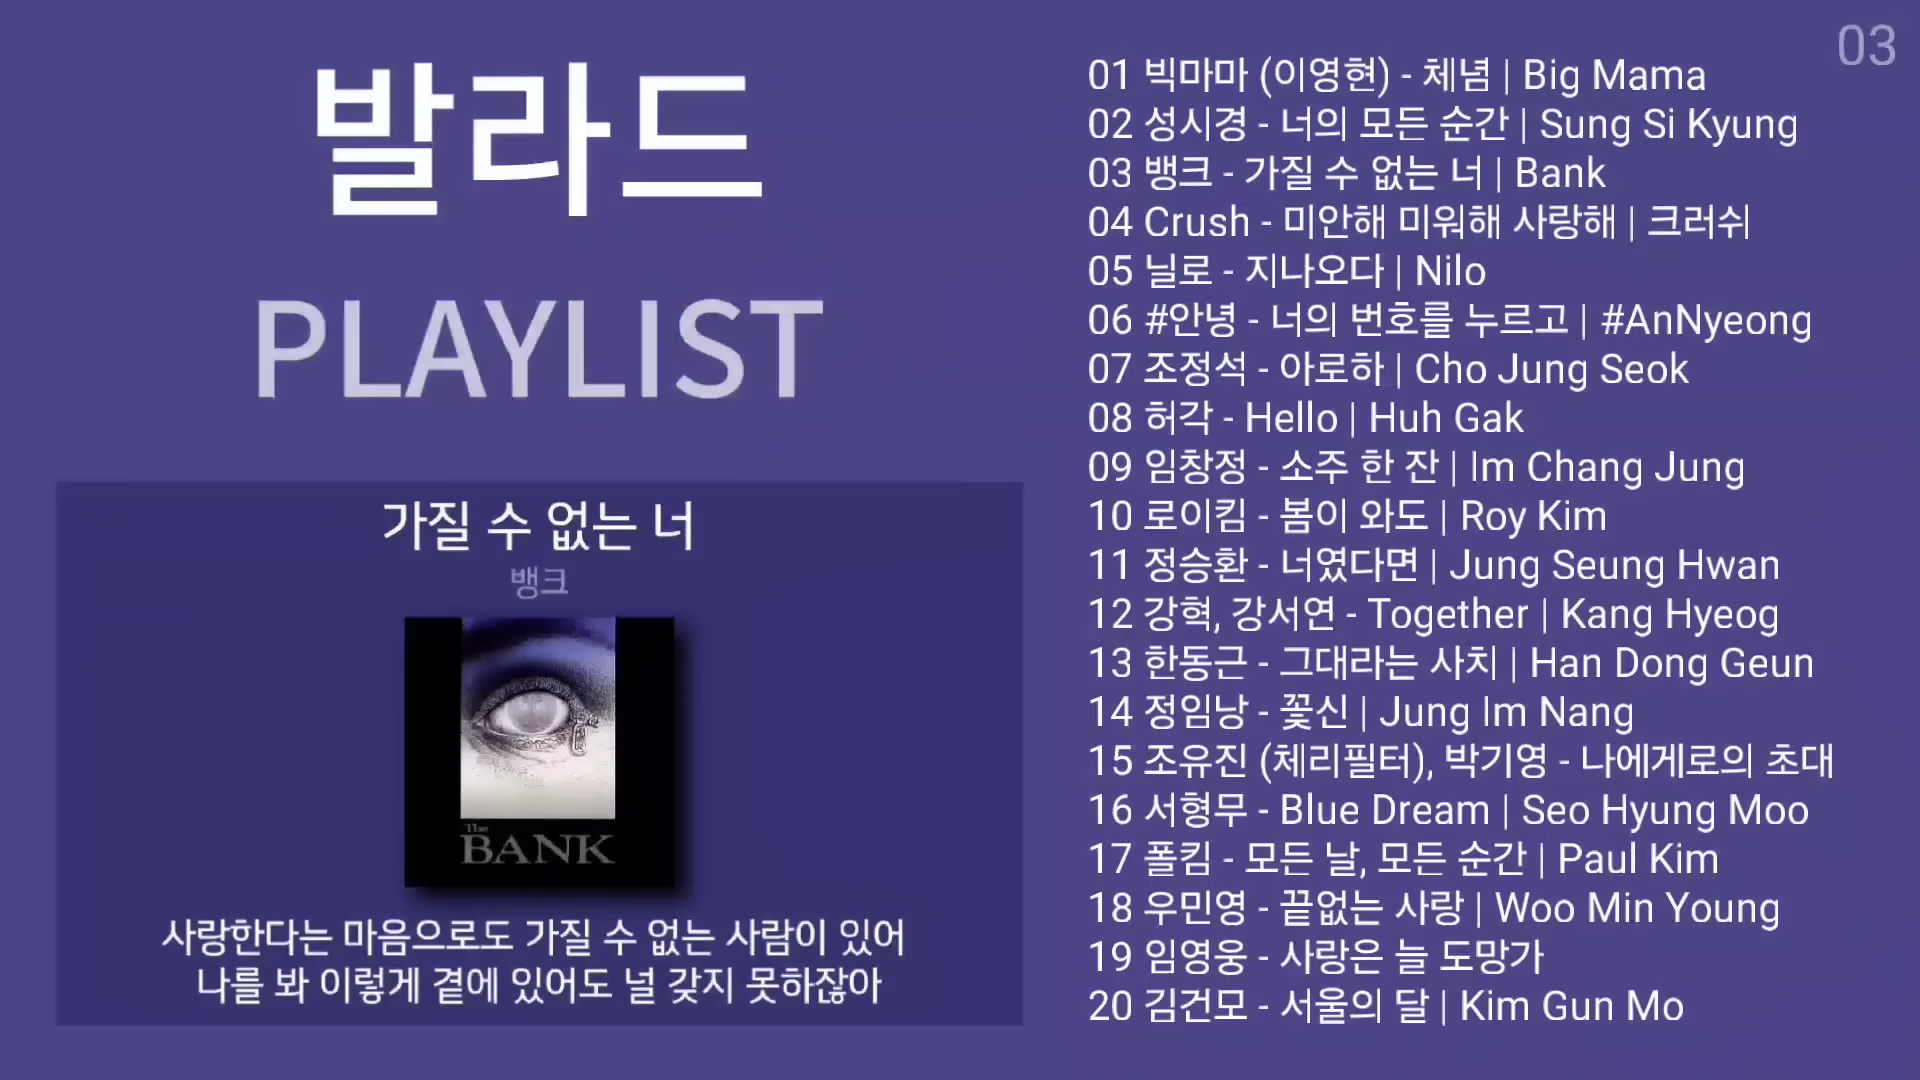 발라드
PLAYLIST
가질 수 없는 너
뱅크
The
BANK
사랑한다는 마음으로도 가질 수 없는 사람이 있어
나를 봐 이렇게 곁에 있어도 널 갖지 못하잖아
03
01 빅마마 (이영현) - 체념 | Big Mama
02 성시경 - 너의 모든 순간 | Sung Si Kyung
03 뱅크 - 가질 수 없는 너 | Bank
04 Crush - 미안해 미워해 사랑해 | 크러쉬
05 닐로 - 지나오다 | Nilo
06 #안녕 - 너의 번호를 누르고 | #AnNyeong
07 조정석 - 아로하 | Cho Jung Seok
08 허각 - Hello | Huh Gak
09 임창정 - 소주 한 잔 | Im Chang Jung
10 로이킴 - 봄이 와도 | Roy Kim
11 정승환 - 너였다면 | Jung Seung Hwan
12 강혁, 강서연 - Together | Kang Hyeog
13 한동근 - 그대라는 사치 | Han Dong Geun
14 정임낭 - 꽃신 | Jung Im Nang
15 조유진 (체리필터), 박기영 - 나에게로의 초대
16 서형무 - Blue Dream | Seo Hyung Moo
17 폴킴 - 모든 날, 모든 순간 | Paul Kim
18 우민영 - 끝없는 사랑 | Woo Min Young
19 임영웅 - 사랑은 늘 도망가
20 김건모 - 서울의 달 | Kim Gun Mo